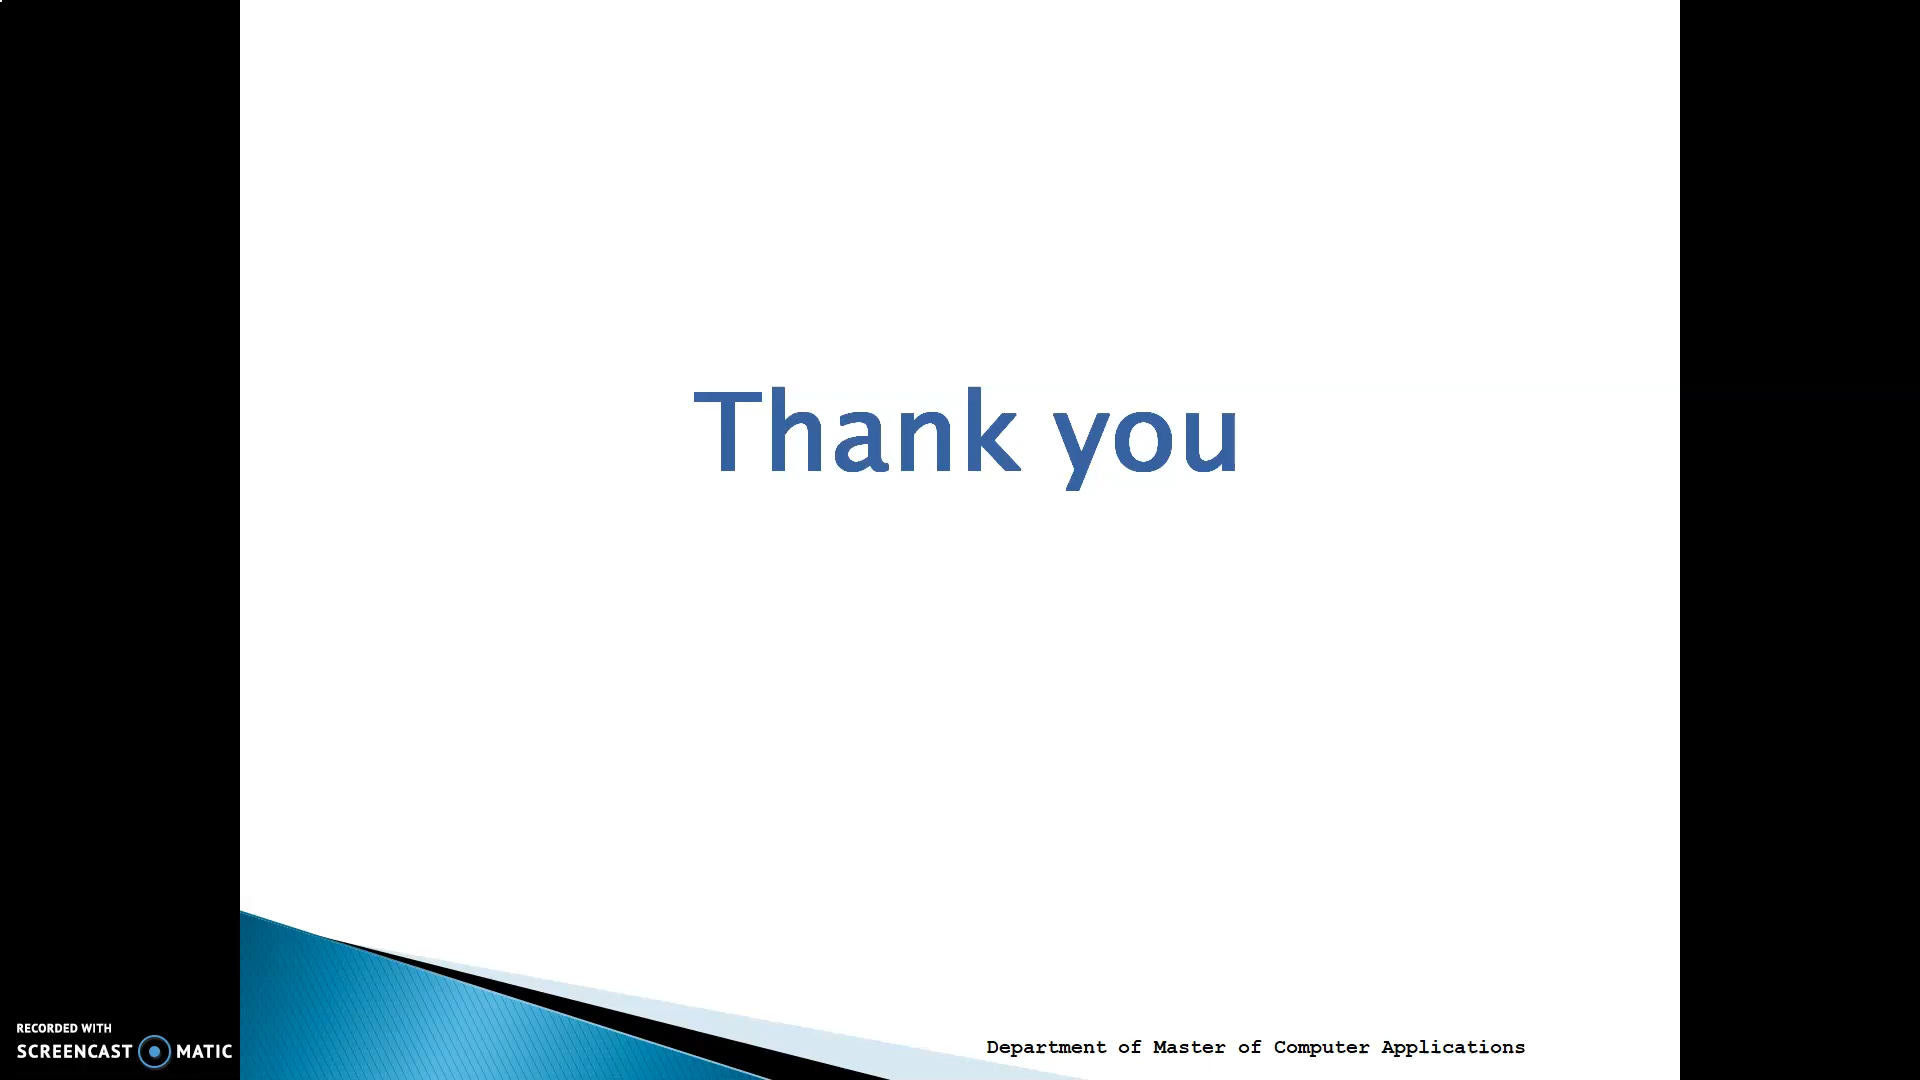 Thank you
Department of Master of Computer Applications
RECORDED WITH
SCREENCAST MATIC